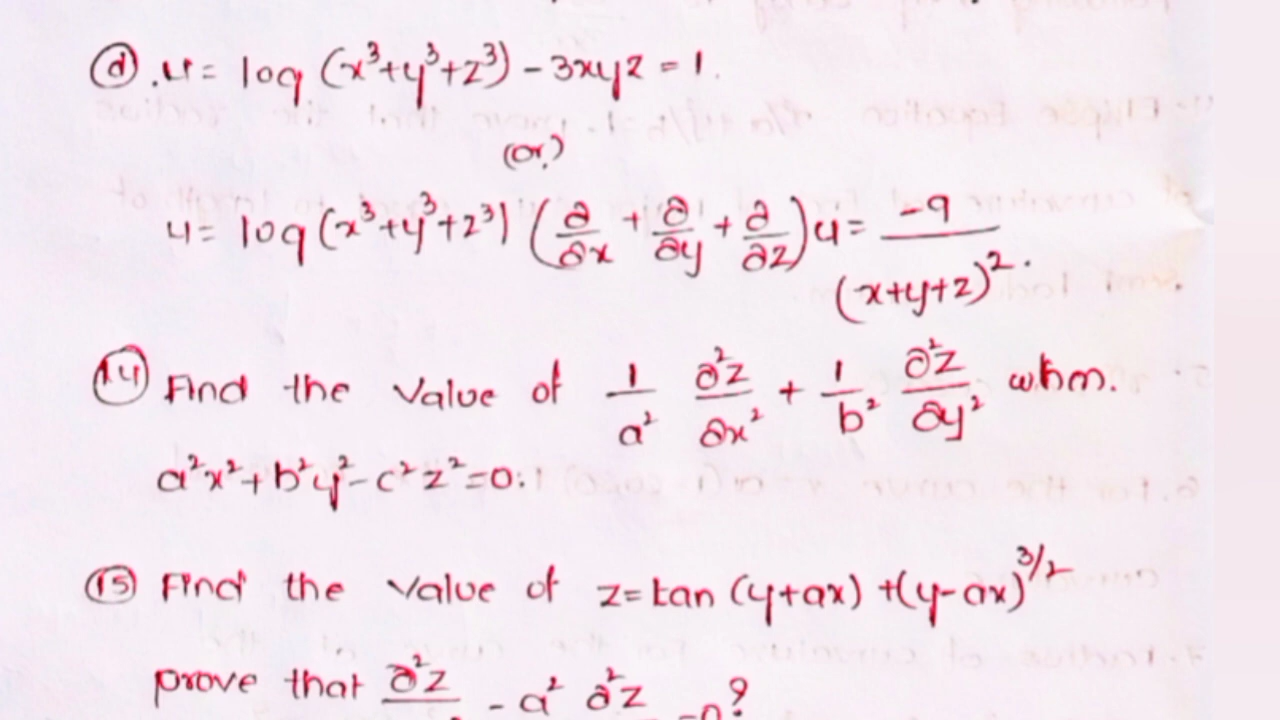 (d). u = log (x³+y³+z³) - 3xyz = 1.
(or)
u = log (x³+y³+z³) (∂/∂x + ∂/∂y + ∂/∂z) u = -9/(x+y+z)².
(14) Find the value of 1/a² ∂²z/∂x² + 1/b² ∂²z/∂y² when.
a²x² + b²y² - c²z² = 0.
(15) Find the value of z = tan (y+ax) + (y-ax)^3/2
prove that ∂²z - a² ∂²z = 0?